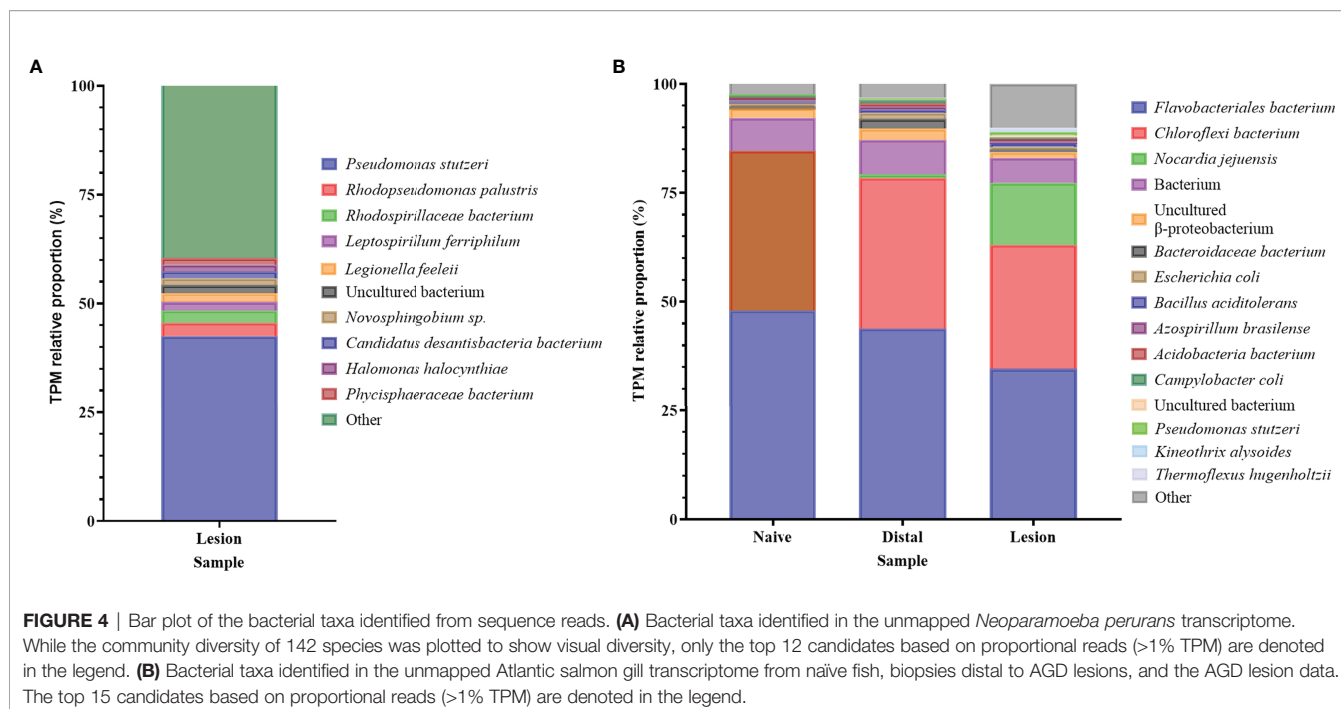 A
B
TPM relative proportion (%)
100
75
50
25
0
Lesion
Sample
Pseudomonas stutzeri
Rhodopseudomonas palustris
Rhodospirillaceae bacterium
Leptospirillum ferriphilum
Legionella feeleii
Uncultured bacterium
Novosphingobium sp.
Candidatus desantisbacteria bacterium
Halomonas halocynthiae
Phycisphaeraceae bacterium
Other
TPM relative proportion (%)
100
75
50
25
0
Naive
Distal
Lesion
Sample
Flavobacteriales bacterium
Chloroflexi bacterium
Nocardia jejuensis
Bacterium
Uncultured
β-proteobacterium
Bacteroidaceae bacterium
Escherichia coli
Bacillus aciditolerans
Azospirillum brasilense
Acidobacteria bacterium
Campylobacter coli
Uncultured bacterium
Pseudomonas stutzeri
Kineothrix alysoides
Thermoflexus hugenholtzii
Other
FIGURE 4 | Bar plot of the bacterial taxa identified from sequence reads. (A) Bacterial taxa identified in the unmapped Neoparamoeba perurans transcriptome.
While the community diversity of 142 species was plotted to show visual diversity, only the top 12 candidates based on proportional reads (>1% TPM) are denoted
in the legend. (B) Bacterial taxa identified in the unmapped Atlantic salmon gill transcriptome from naïve fish, biopsies distal to AGD lesions, and the AGD lesion data.
The top 15 candidates based on proportional reads (>1% TPM) are denoted in the legend.